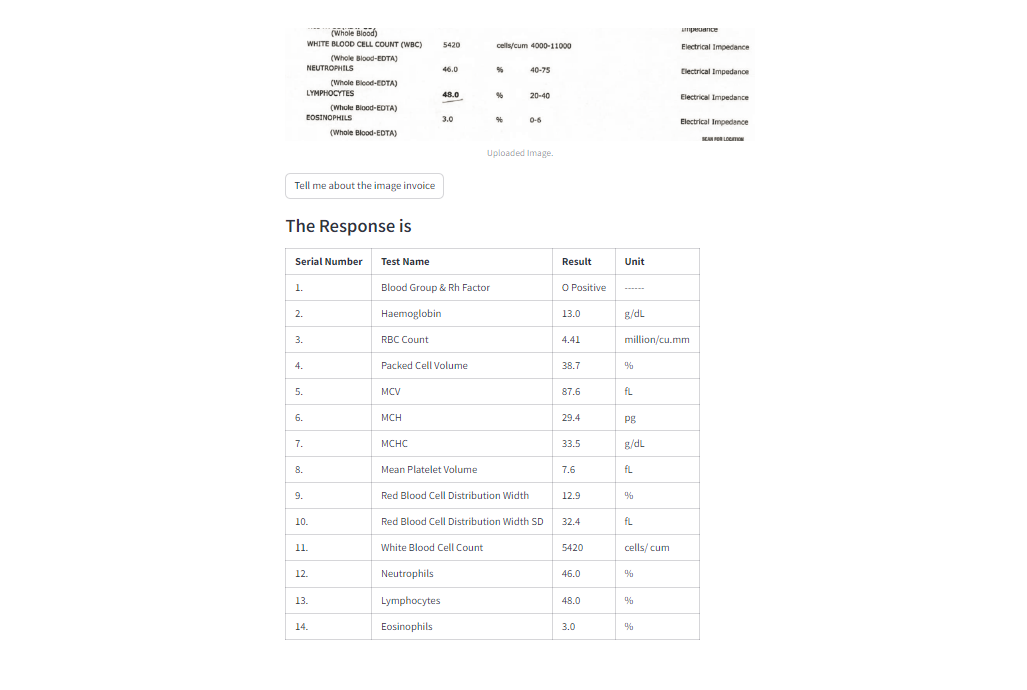 (Whole Blood) Impedance
WHITE BLOOD CELL COUNT (WBC) 5420 cells/cum 4000-11000 Electrical Impedance
(Whole Blood-EDTA)
NEUTROPHILS 46.0 % 40-75 Electrical Impedance
(Whole Blood-EDTA)
LYMPHOCYTES 48.0 % 20-40 Electrical Impedance
(Whole Blood-EDTA)
EOSINOPHILS 3.0 % 0-6 Electrical Impedance
(Whole Blood-EDTA)
SCAN FOR LOCATION
Uploaded Image.
Tell me about the image invoice
The Response is
Serial Number Test Name Result Unit
1. Blood Group & Rh Factor O Positive ------
2. Haemoglobin 13.0 g/dL
3. RBC Count 4.41 million/cu.mm
4. Packed Cell Volume 38.7 %
5. MCV 87.6 fL
6. MCH 29.4 pg
7. MCHC 33.5 g/dL
8. Mean Platelet Volume 7.6 fL
9. Red Blood Cell Distribution Width 12.9 %
10. Red Blood Cell Distribution Width SD 32.4 fL
11. White Blood Cell Count 5420 cells/ cum
12. Neutrophils 46.0 %
13. Lymphocytes 48.0 %
14. Eosinophils 3.0 %